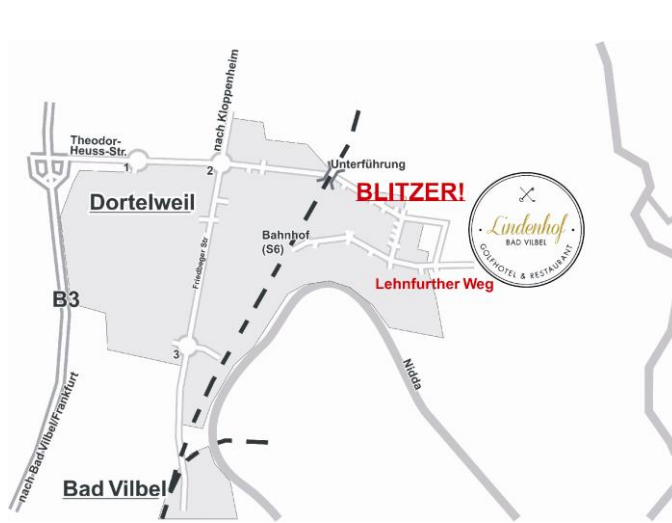 nach Kloppenheim
Theodor-
Heuss-Str.
1
2
Unterführung
BLITZER!
Dortelweil
Lindenhof
BAD VILBEL
GOLFHOTEL & RESTAURANT
Bahnhof
(S6)
Friedbeger Str
Lehnfurther Weg
B3
3
Nidda
nach Bad Vilbel/Frankfurt
Bad Vilbel